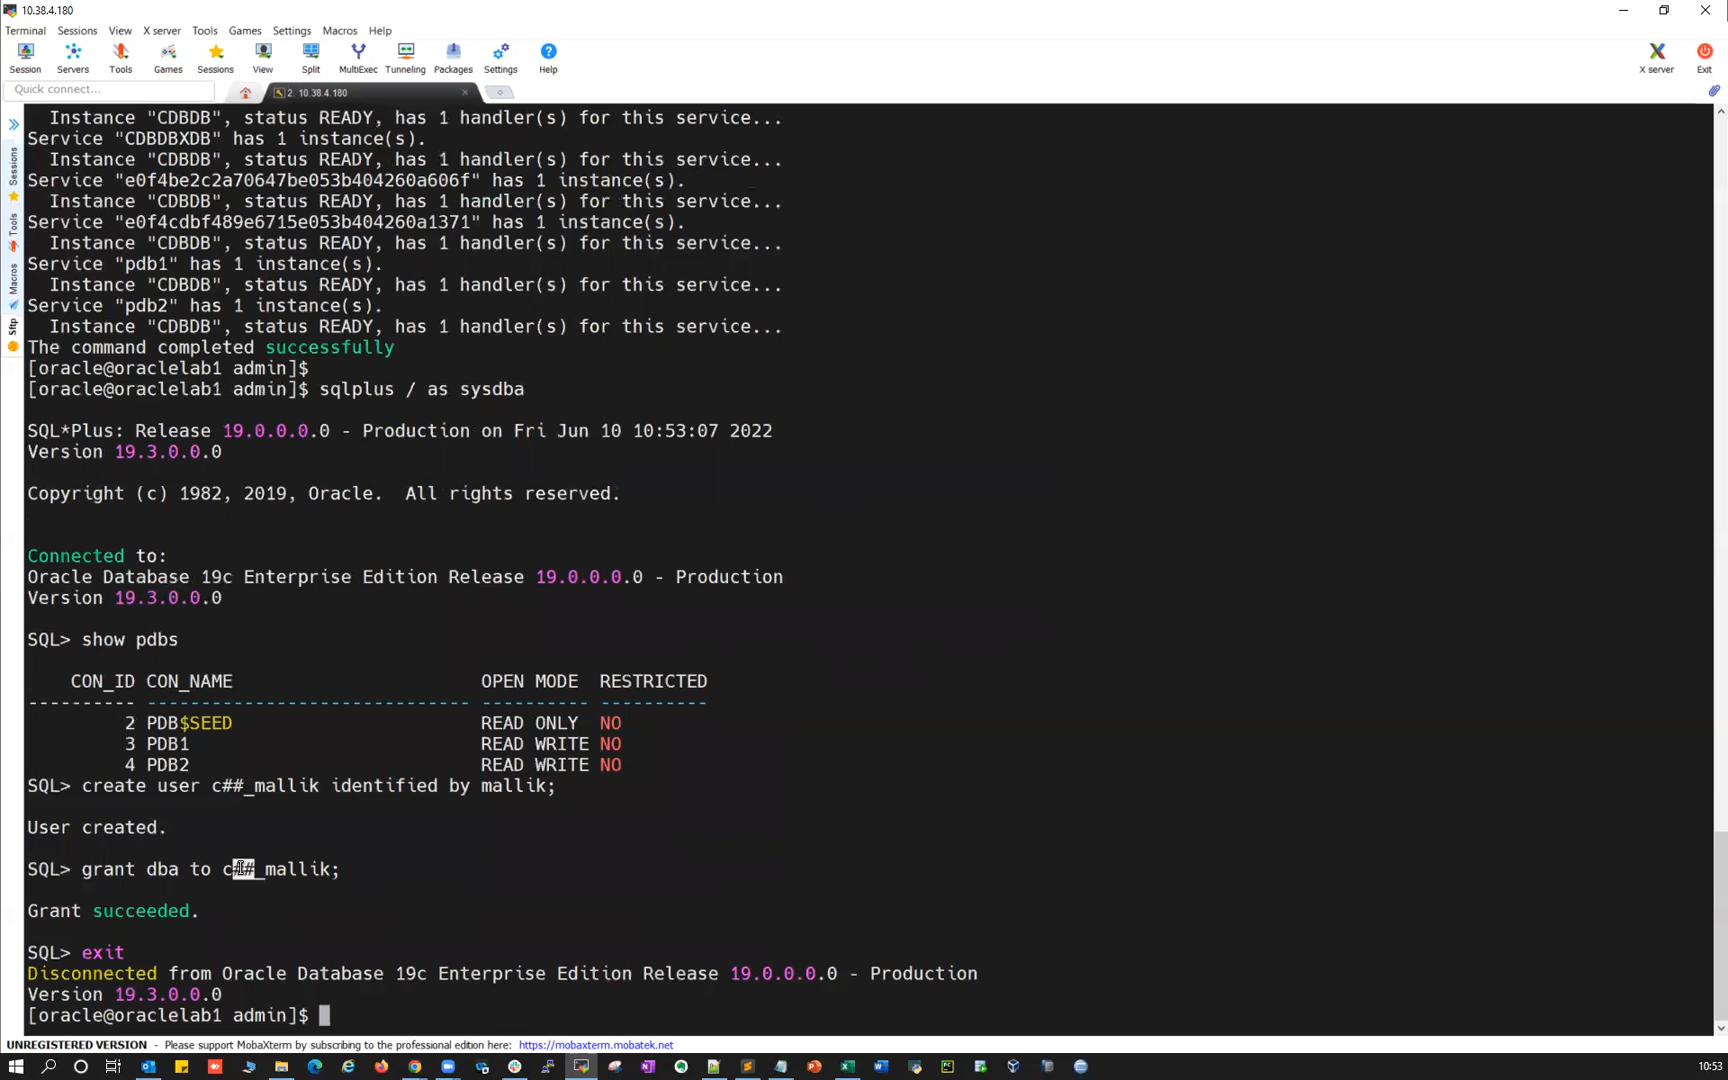 10.38.4.180
Terminal Sessions View X server Tools Games Settings Macros Help
Session Servers Tools Games Sessions View Split MultiExec Tunneling Packages Settings Help X server Exit
Quick connect...
2. 10.38.4.180
Sessions
Tools
Macros
Sftp
Instance "CDBDB", status READY, has 1 handler(s) for this service...
Service "CDBDBXDB" has 1 instance(s).
Instance "CDBDB", status READY, has 1 handler(s) for this service...
Service "e0f4be2c2a70647be053b404260a606f" has 1 instance(s).
Instance "CDBDB", status READY, has 1 handler(s) for this service...
Service "e0f4cdbf489e6715e053b404260a1371" has 1 instance(s).
Instance "CDBDB", status READY, has 1 handler(s) for this service...
Service "pdb1" has 1 instance(s).
Instance "CDBDB", status READY, has 1 handler(s) for this service...
Service "pdb2" has 1 instance(s).
Instance "CDBDB", status READY, has 1 handler(s) for this service...
The command completed successfully
[oracle@oraclelab1 admin]$
[oracle@oraclelab1 admin]$ sqlplus / as sysdba
SQL*Plus: Release 19.0.0.0.0 - Production on Fri Jun 10 10:53:07 2022
Version 19.3.0.0.0
Copyright (c) 1982, 2019, Oracle.  All rights reserved.
Connected to:
Oracle Database 19c Enterprise Edition Release 19.0.0.0.0 - Production
Version 19.3.0.0.0
SQL> show pdbs
CON_ID CON_NAME OPEN MODE RESTRICTED
---------- ------------------------------ ---------- ----------
2 PDB$SEED READ ONLY NO
3 PDB1 READ WRITE NO
4 PDB2 READ WRITE NO
SQL> create user c##_mallik identified by mallik;
User created.
SQL> grant dba to c##_mallik;
Grant succeeded.
SQL> exit
Disconnected from Oracle Database 19c Enterprise Edition Release 19.0.0.0.0 - Production
Version 19.3.0.0.0
[oracle@oraclelab1 admin]$
UNREGISTERED VERSION - Please support MobaXterm by subscribing to the professional edition here: https://mobaxterm.mobatek.net
10:53